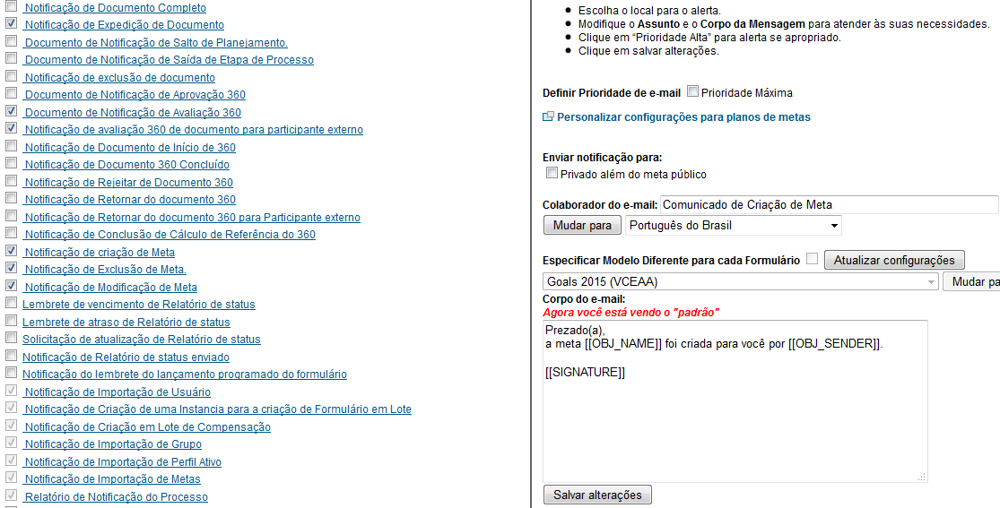 Notificação de Documento Completo
Notificação de Expedição de Documento
Documento de Notificação de Salto de Planejamento.
Documento de Notificação de Saída de Etapa de Processo
Notificação de exclusão de documento
Documento de Notificação de Aprovação 360
Documento de Notificação de Avaliação 360
Notificação de avaliação 360 de documento para participante externo
Notificação de Documento de Início de 360
Notificação de Documento 360 Concluído
Notificação de Rejeitar de Documento 360
Notificação de Retornar do documento 360
Notificação de Retornar do documento 360 para Participante externo
Notificação de Conclusão de Cálculo de Referência do 360
Notificação de criação de Meta
Notificação de Exclusão de Meta.
Notificação de Modificação de Meta
Lembrete de vencimento de Relatório de status
Lembrete de atraso de Relatório de status
Solicitação de atualização de Relatório de status
Notificação de Relatório de status enviado
Notificação do lembrete do lançamento programado do formulário
Notificação de Importação de Usuário
Notificação de Criação de uma Instancia para a criação de Formulário em Lote
Notificação de Criação em Lote de Compensação
Notificação de Importação de Grupo
Notificação de Importação de Perfil Ativo
Notificação de Importação de Metas
Relatório de Notificação do Processo
Escolha o local para o alerta.
Modifique o Assunto e o Corpo da Mensagem para atender às suas necessidades.
Clique em “Prioridade Alta” para alerta se apropriado.
Clique em salvar alterações.
Definir Prioridade de e-mail Prioridade Máxima
Personalizar configurações para planos de metas
Enviar notificação para:
Privado além do meta público
Colaborador do e-mail: Comunicado de Criação de Meta
Mudar para Português do Brasil
Especificar Modelo Diferente para cada Formulário Atualizar configurações
Goals 2015 (VCEAA) Mudar pa
Corpo do e-mail:
Agora você está vendo o "padrão"
Prezado(a),
a meta [[OBJ_NAME]] foi criada para você por [[OBJ_SENDER]].
[[SIGNATURE]]
Salvar alterações